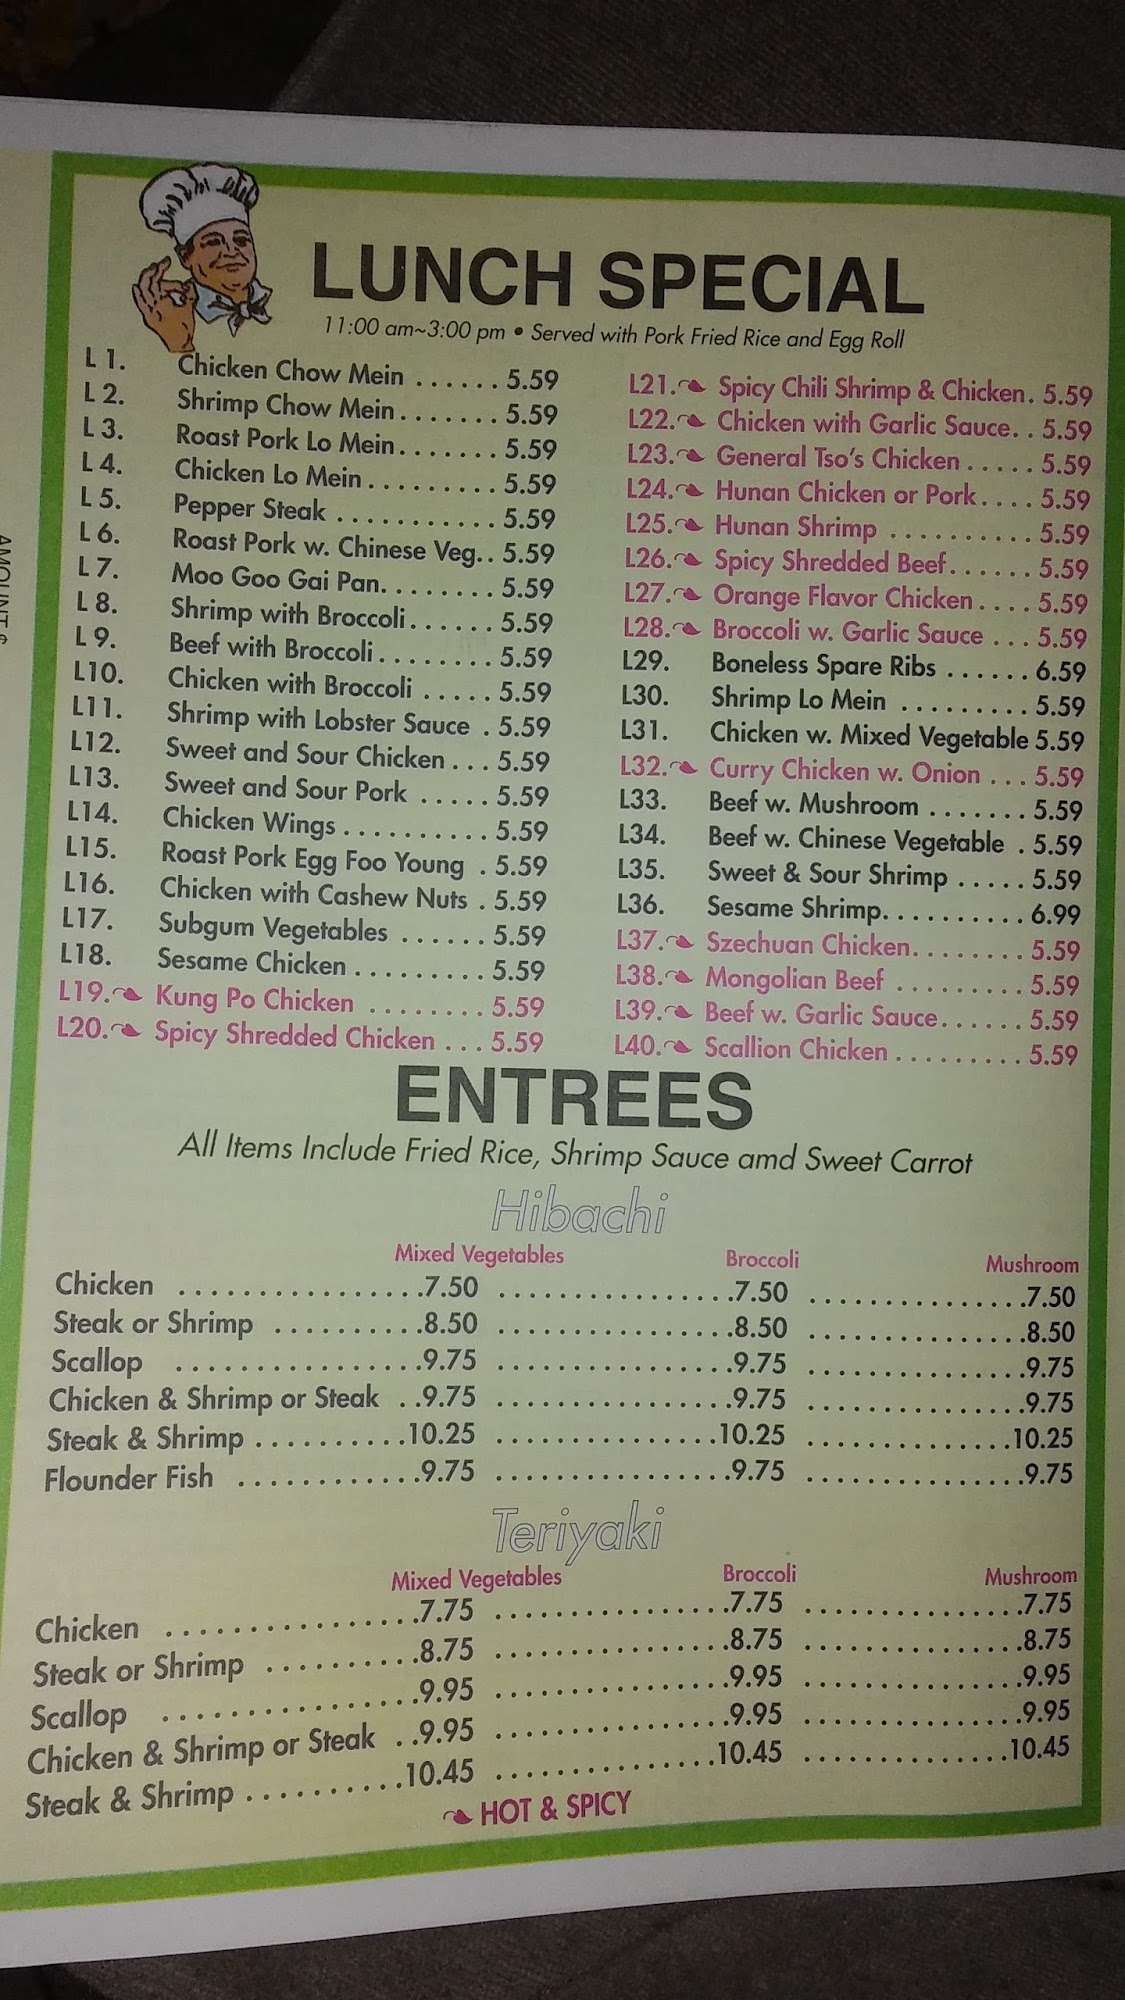 LUNCH SPECIAL
11:00 am~3:00 pm • Served with Pork Fried Rice and Egg Roll
L 1. Chicken Chow Mein ...... 5.59
L 2. Shrimp Chow Mein....... 5.59
L 3. Roast Pork Lo Mein....... 5.59
L 4. Chicken Lo Mein......... 5.59
L 5. Pepper Steak ........... 5.59
L 6. Roast Pork w. Chinese Veg.. 5.59
L 7. Moo Goo Gai Pan........ 5.59
L 8. Shrimp with Broccoli...... 5.59
L 9. Beef with Broccoli........ 5.59
L10. Chicken with Broccoli ..... 5.59
L11. Shrimp with Lobster Sauce . 5.59
L12. Sweet and Sour Chicken ... 5.59
L13. Sweet and Sour Pork ..... 5.59
L14. Chicken Wings .......... 5.59
L15. Roast Pork Egg Foo Young . 5.59
L16. Chicken with Cashew Nuts . 5.59
L17. Subgum Vegetables ...... 5.59
L18. Sesame Chicken ......... 5.59
L19. Kung Po Chicken ........ 5.59
L20. Spicy Shredded Chicken ... 5.59
L21. Spicy Chili Shrimp & Chicken. 5.59
L22. Chicken with Garlic Sauce.. 5.59
L23. General Tso's Chicken ..... 5.59
L24. Hunan Chicken or Pork.... 5.59
L25. Hunan Shrimp .......... 5.59
L26. Spicy Shredded Beef...... 5.59
L27. Orange Flavor Chicken .... 5.59
L28. Broccoli w. Garlic Sauce ... 5.59
L29. Boneless Spare Ribs ...... 6.59
L30. Shrimp Lo Mein ......... 5.59
L31. Chicken w. Mixed Vegetable 5.59
L32. Curry Chicken w. Onion ... 5.59
L33. Beef w. Mushroom ....... 5.59
L34. Beef w. Chinese Vegetable . 5.59
L35. Sweet & Sour Shrimp ..... 5.59
L36. Sesame Shrimp.......... 6.99
L37. Szechuan Chicken........ 5.59
L38. Mongolian Beef ......... 5.59
L39. Beef w. Garlic Sauce...... 5.59
L40. Scallion Chicken ......... 5.59
ENTREES
All Items Include Fried Rice, Shrimp Sauce amd Sweet Carrot
Hibachi
Mixed Vegetables Broccoli Mushroom
Chicken .................7.50 .................7.50 ................7.50
Steak or Shrimp ..........8.50 .................8.50 ................8.50
Scallop .................9.75 .................9.75 ................9.75
Chicken & Shrimp or Steak ..9.75 .................9.75 ................9.75
Steak & Shrimp ..........10.25 ................10.25 ...............10.25
Flounder Fish ............9.75 .................9.75 ................9.75
Teriyaki
Mixed Vegetables Broccoli Mushroom
Chicken .................7.75 .................7.75 ................7.75
Steak or Shrimp ..........8.75 .................8.75 ................8.75
Scallop .................9.95 .................9.95 ................9.95
Chicken & Shrimp or Steak ..9.95 .................9.95 ................9.95
Steak & Shrimp ..........10.45 ................10.45 ...............10.45
HOT & SPICY
AMOUNT